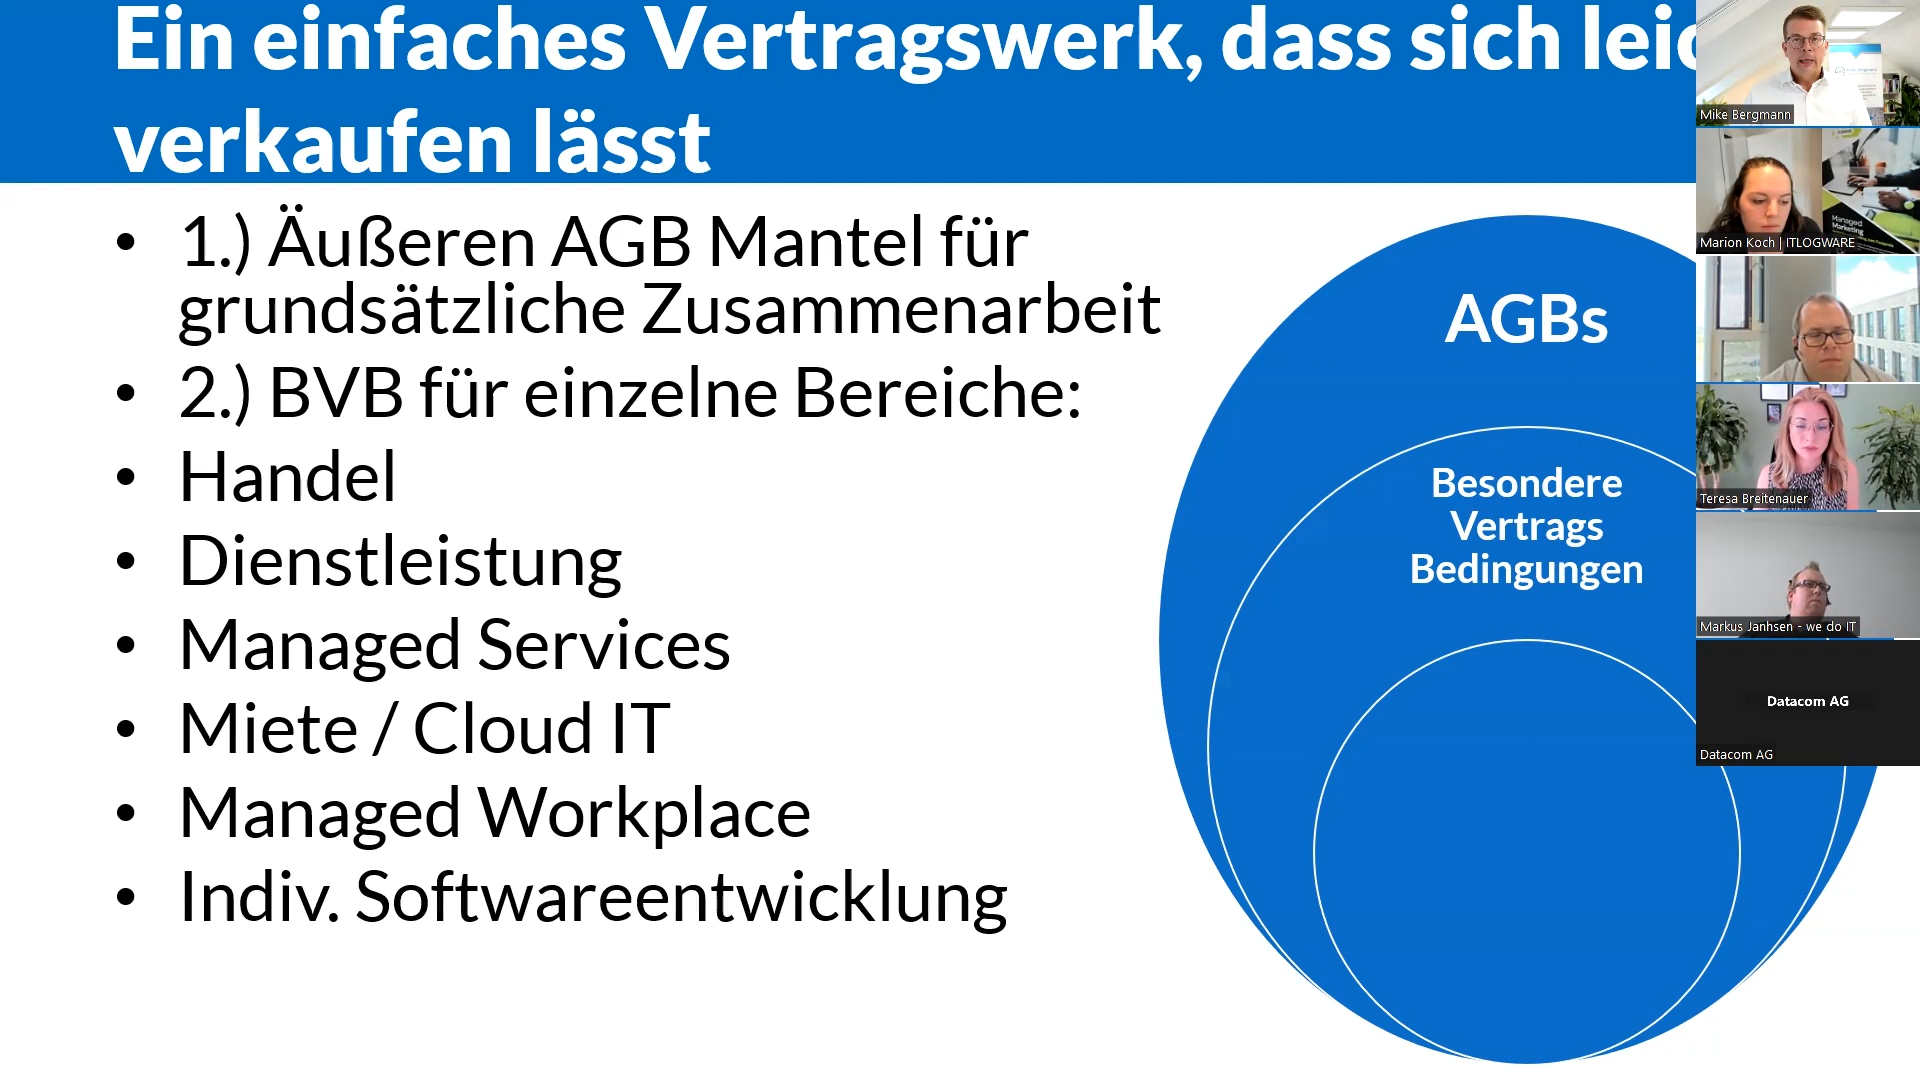 Ein einfaches Vertragswerk, dass sich
verkaufen lässt
• 1.) Äußeren AGB Mantel für
grundsätzliche Zusammenarbeit
• 2.) BVB für einzelne Bereiche:
• Handel
• Dienstleistung
• Managed Services
• Miete / Cloud IT
• Managed Workplace
• Indiv. Softwareentwicklung
AGBs
Besondere
Vertrags
Bedingungen
Mike Bergmann
Managed
Marketing
Marion Koch | ITLOGWARE
Teresa Breitenauer
Markus Janhsen - we do IT
Datacom AG
Datacom AG